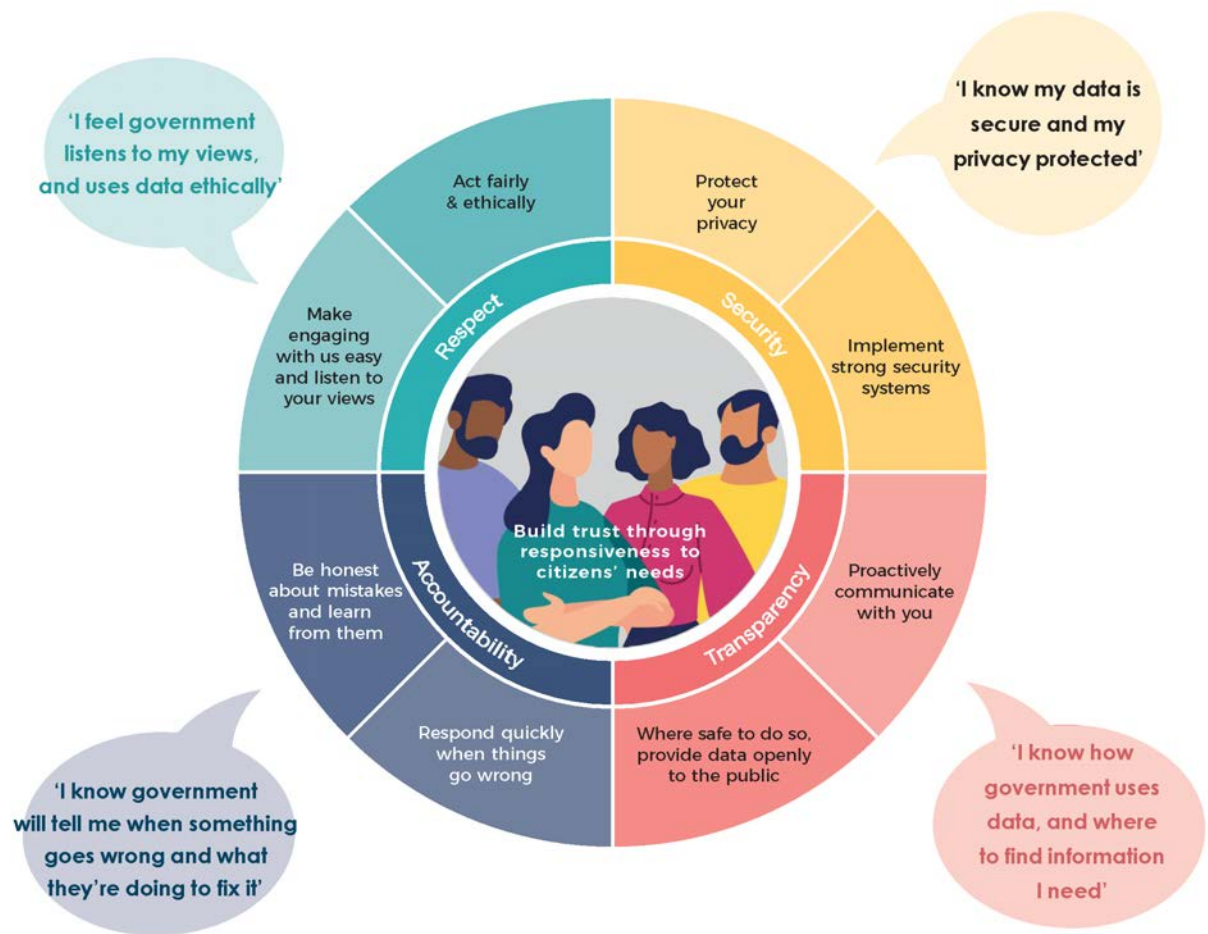 'I feel government
listens to my views,
and uses data ethically'
'I know my data is
secure and my
privacy protected'
Act fairly
& ethically
Protect
your
privacy
Make
engaging
with us easy
and listen to
your views
Respect
Security
Implement
strong security
systems
Build trust through
responsiveness to
citizens' needs
Be honest
about mistakes
and learn
from them
Accountability
Transparency
Proactively
communicate
with you
Respond quickly
when things
go wrong
Where safe to do so,
provide data openly
to the public
'I know government
will tell me when something
goes wrong and what
they're doing to fix it'
'I know how
government uses
data, and where
to find information
I need'